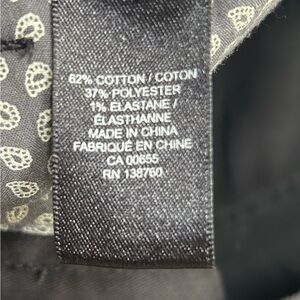 62% COTTON / COTON
37% POLYESTER
1% ELASTANE /
ÉLASTHANNE
MADE IN CHINA
FABRIQUÉ EN CHINE
CA 00655
RN 138760